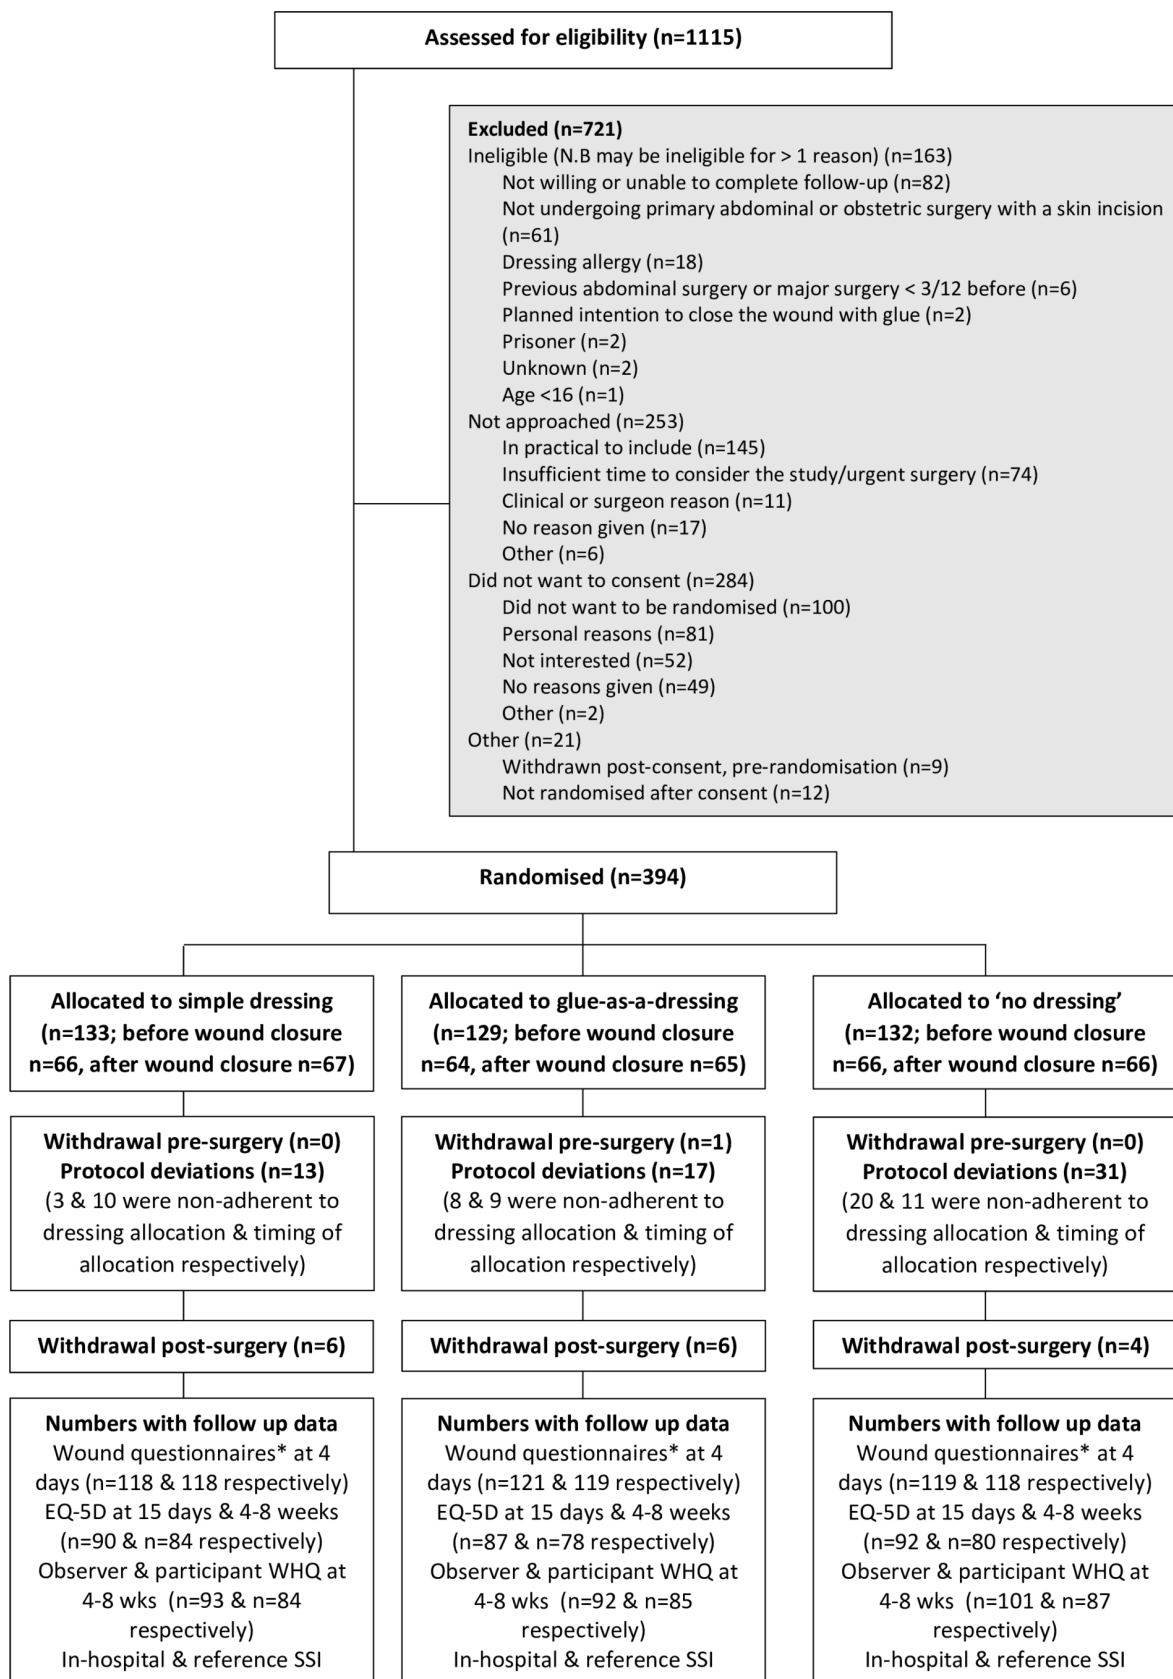 Assessed for eligibility (n=1115)
Excluded (n=721)
Ineligible (N.B may be ineligible for > 1 reason) (n=163)
Not willing or unable to complete follow-up (n=82)
Not undergoing primary abdominal or obstetric surgery with a skin incision
(n=61)
Dressing allergy (n=18)
Previous abdominal surgery or major surgery < 3/12 before (n=6)
Planned intention to close the wound with glue (n=2)
Prisoner (n=2)
Unknown (n=2)
Age <16 (n=1)
Not approached (n=253)
In practical to include (n=145)
Insufficient time to consider the study/urgent surgery (n=74)
Clinical or surgeon reason (n=11)
No reason given (n=17)
Other (n=6)
Did not want to consent (n=284)
Did not want to be randomised (n=100)
Personal reasons (n=81)
Not interested (n=52)
No reasons given (n=49)
Other (n=2)
Other (n=21)
Withdrawn post-consent, pre-randomisation (n=9)
Not randomised after consent (n=12)
Randomised (n=394)
Allocated to simple dressing
(n=133; before wound closure
n=66, after wound closure n=67)
Withdrawal pre-surgery (n=0)
Protocol deviations (n=13)
(3 & 10 were non-adherent to
dressing allocation & timing of
allocation respectively)
Withdrawal post-surgery (n=6)
Numbers with follow up data
Wound questionnaires* at 4
days (n=118 & 118 respectively)
EQ-5D at 15 days & 4-8 weeks
(n=90 & n=84 respectively)
Observer & participant WHQ at
4-8 wks (n=93 & n=84
respectively)
In-hospital & reference SSI
Allocated to glue-as-a-dressing
(n=129; before wound closure
n=64, after wound closure n=65)
Withdrawal pre-surgery (n=1)
Protocol deviations (n=17)
(8 & 9 were non-adherent to
dressing allocation & timing of
allocation respectively)
Withdrawal post-surgery (n=6)
Numbers with follow up data
Wound questionnaires* at 4
days (n=121 & 119 respectively)
EQ-5D at 15 days & 4-8 weeks
(n=87 & n=78 respectively)
Observer & participant WHQ at
4-8 wks (n=92 & n=85
respectively)
In-hospital & reference SSI
Allocated to ‘no dressing’
(n=132; before wound closure
n=66, after wound closure n=66)
Withdrawal pre-surgery (n=0)
Protocol deviations (n=31)
(20 & 11 were non-adherent to
dressing allocation & timing of
allocation respectively)
Withdrawal post-surgery (n=4)
Numbers with follow up data
Wound questionnaires* at 4
days (n=119 & 118 respectively)
EQ-5D at 15 days & 4-8 weeks
(n=92 & n=80 respectively)
Observer & participant WHQ at
4-8 wks (n=101 & n=87
respectively)
In-hospital & reference SSI